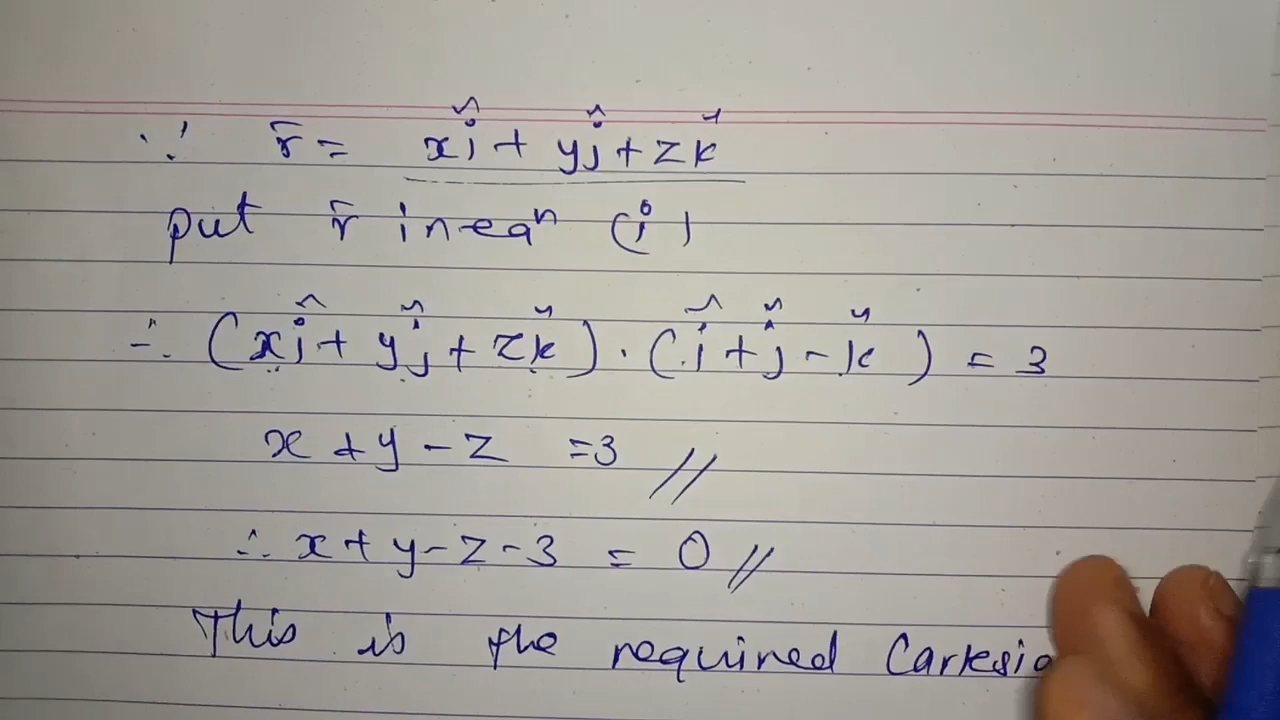 ∵ r̄ = xî + yĵ + zk̂
put r̄ in eqⁿ (i)
∴ (xî + yĵ + zk̂) · (î + ĵ - k̂) = 3
x + y - z = 3 //
∴ x + y - z - 3 = 0 //
This is the required Cartesia